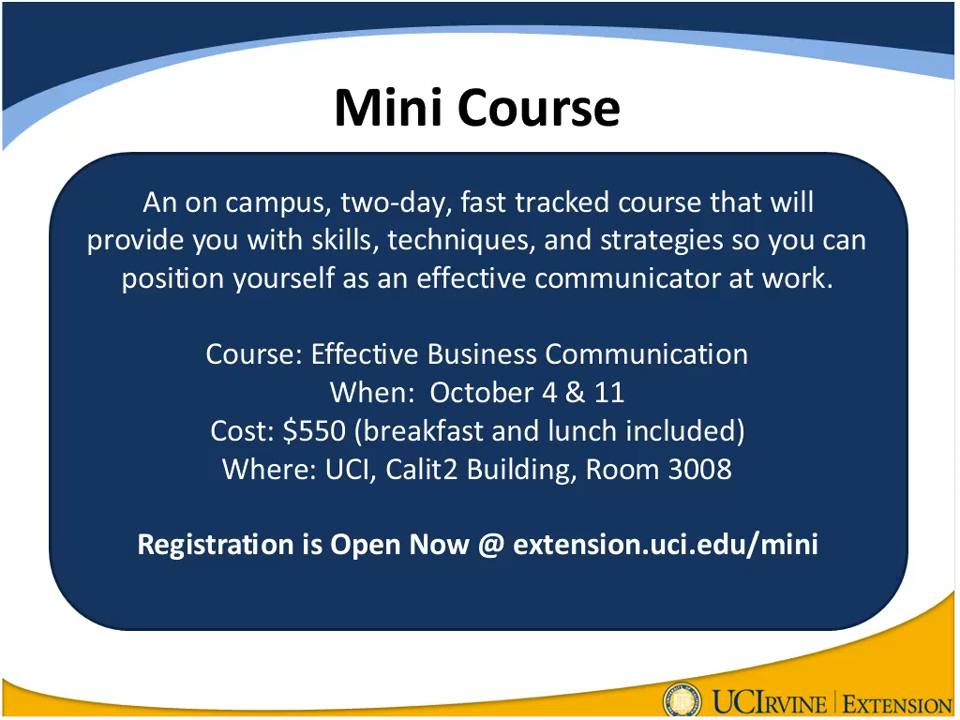 Mini Course
An on campus, two-day, fast tracked course that will
provide you with skills, techniques, and strategies so you can
position yourself as an effective communicator at work.
Course: Effective Business Communication
When:  October 4 & 11
Cost: $550 (breakfast and lunch included)
Where: UCI, Calit2 Building, Room 3008
Registration is Open Now @ extension.uci.edu/mini
UCIRVINE | EXTENSION